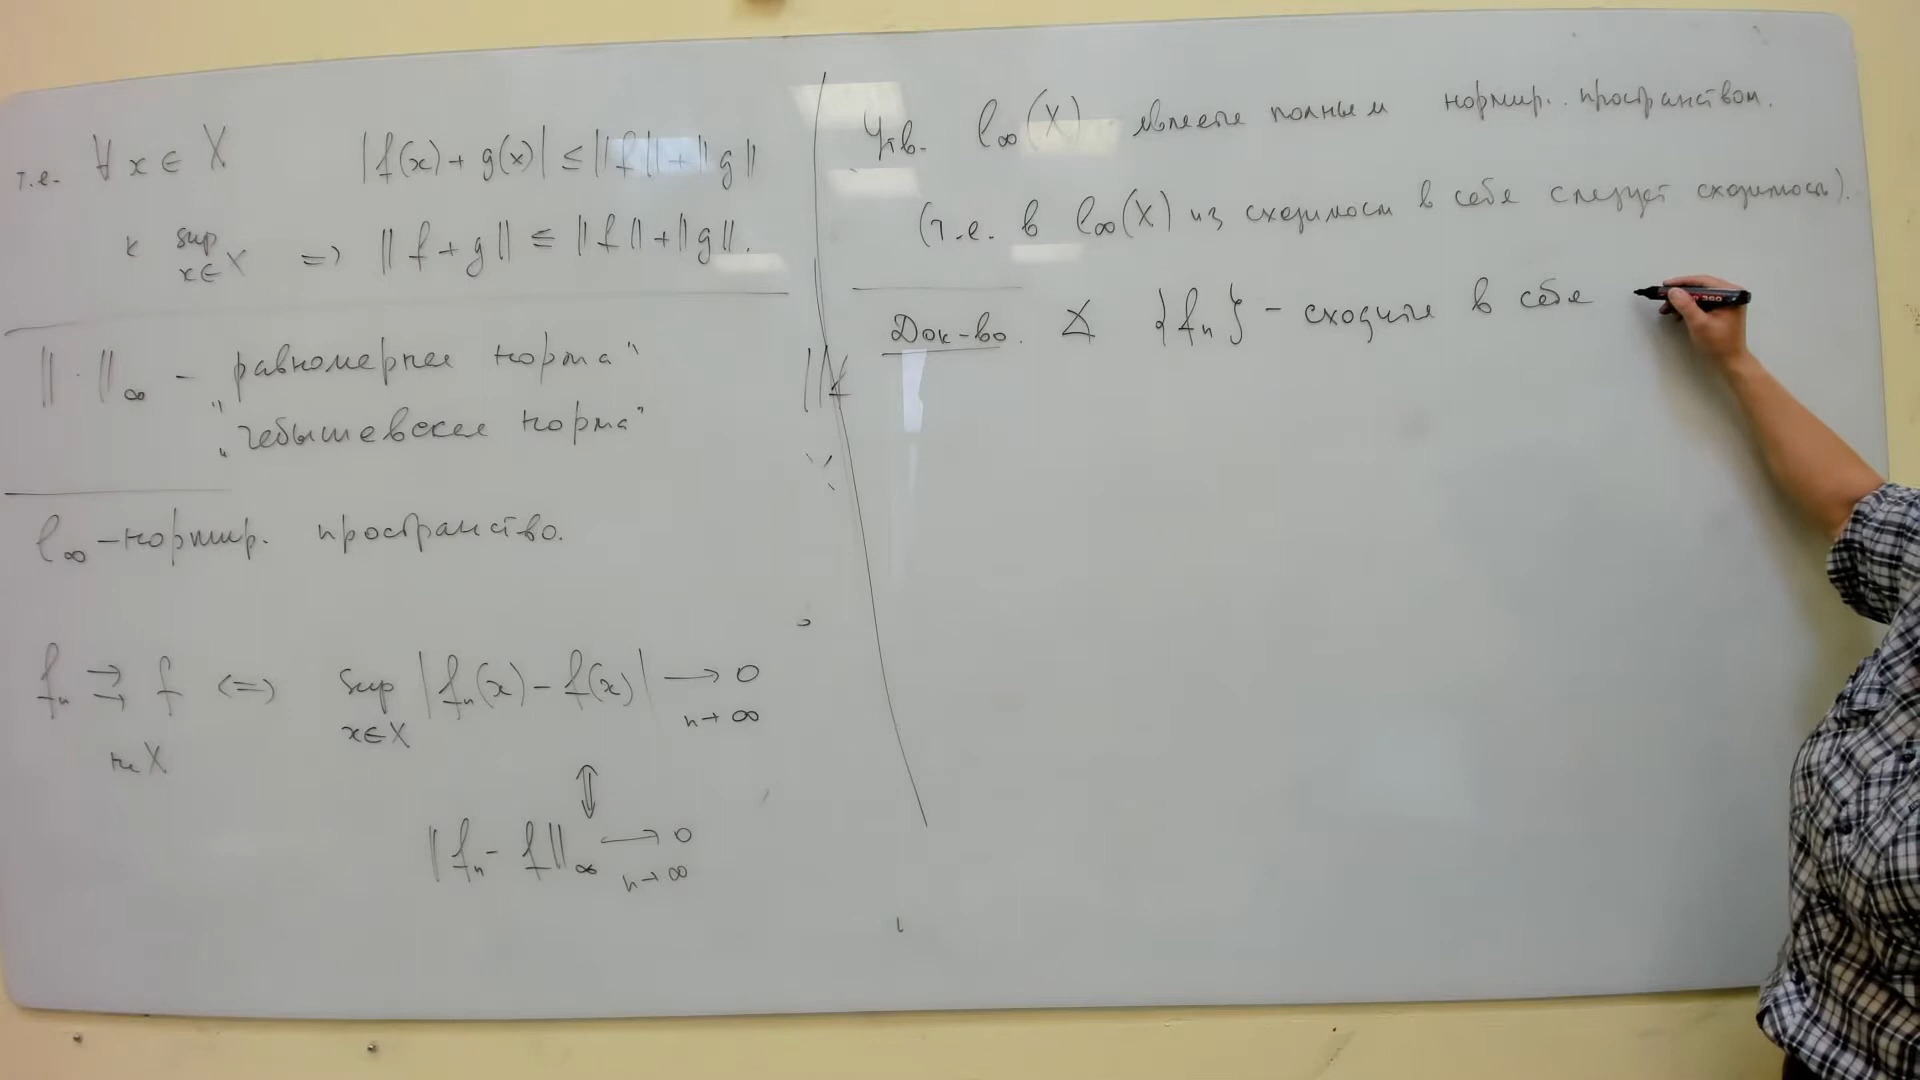 т.е. ∀ x ∈ X |f(x) + g(x)| ≤ ||f|| + ||g||
sup
x∈X => ||f + g|| ≤ ||f|| + ||g||.
|| · ||∞ - "равномерная норма"
"чебышевская норма"
l∞ - нормир. пространство.
fn ⇉ f <=> sup |fn(x) - f(x)| → 0
на X x∈X n→∞
⇕
||fn - f||∞ → 0
n→∞
Утв. l∞(X) является полным нормир. пространством.
(т.е. в l∞(X) из сходимости в себе следует сходимость).
Док-во. {fn} - сходится в себе